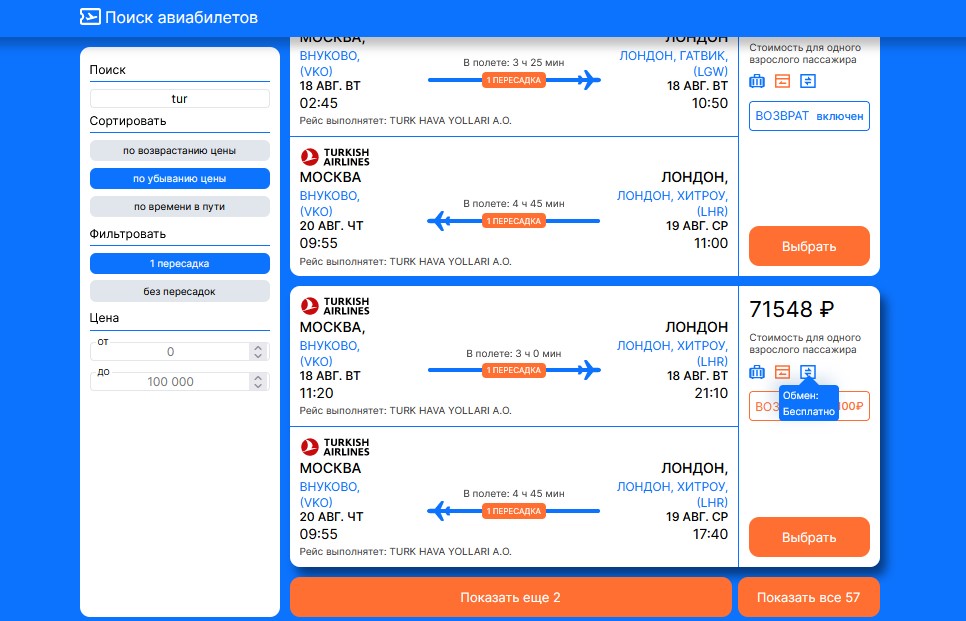 Поиск авиабилетов
Поиск
tur
Сортировать
по возврастанию цены
по убыванию цены
по времени в пути
Фильтровать
1 пересадка
без пересадок
Цена
от
0
до
100 000
МОСКВА,
ЛОНДОН
ВНУКОВО,
(VKO)
18 АВГ. ВТ
02:45
В полете: 3 ч 25 мин
1 ПЕРЕСАДКА
ЛОНДОН, ГАТВИК,
(LGW)
18 АВГ. ВТ
10:50
Рейс выполнятет: TURK HAVA YOLLARI A.O.
TURKISH
AIRLINES
МОСКВА
ЛОНДОН,
ВНУКОВО,
(VKO)
20 АВГ. ЧТ
09:55
В полете: 4 ч 45 мин
1 ПЕРЕСАДКА
ЛОНДОН, ХИТРОУ,
(LHR)
19 АВГ. СР
11:00
Рейс выполнятет: TURK HAVA YOLLARI A.O.
Стоимость для одного
взрослого пассажира
ВОЗВРАТ включен
Выбрать
TURKISH
AIRLINES
МОСКВА,
ЛОНДОН
ВНУКОВО,
(VKO)
18 АВГ. ВТ
11:20
В полете: 3 ч 0 мин
1 ПЕРЕСАДКА
ЛОНДОН, ХИТРОУ,
(LHR)
18 АВГ. ВТ
21:10
Рейс выполнятет: TURK HAVA YOLLARI A.O.
TURKISH
AIRLINES
МОСКВА
ЛОНДОН,
ВНУКОВО,
(VKO)
20 АВГ. ЧТ
09:55
В полете: 4 ч 45 мин
1 ПЕРЕСАДКА
ЛОНДОН, ХИТРОУ,
(LHR)
19 АВГ. СР
17:40
Рейс выполнятет: TURK HAVA YOLLARI A.O.
71548 ₽
Стоимость для одного
взрослого пассажира
Обмен:
Бесплатно
Выбрать
Показать еще 2
Показать все 57